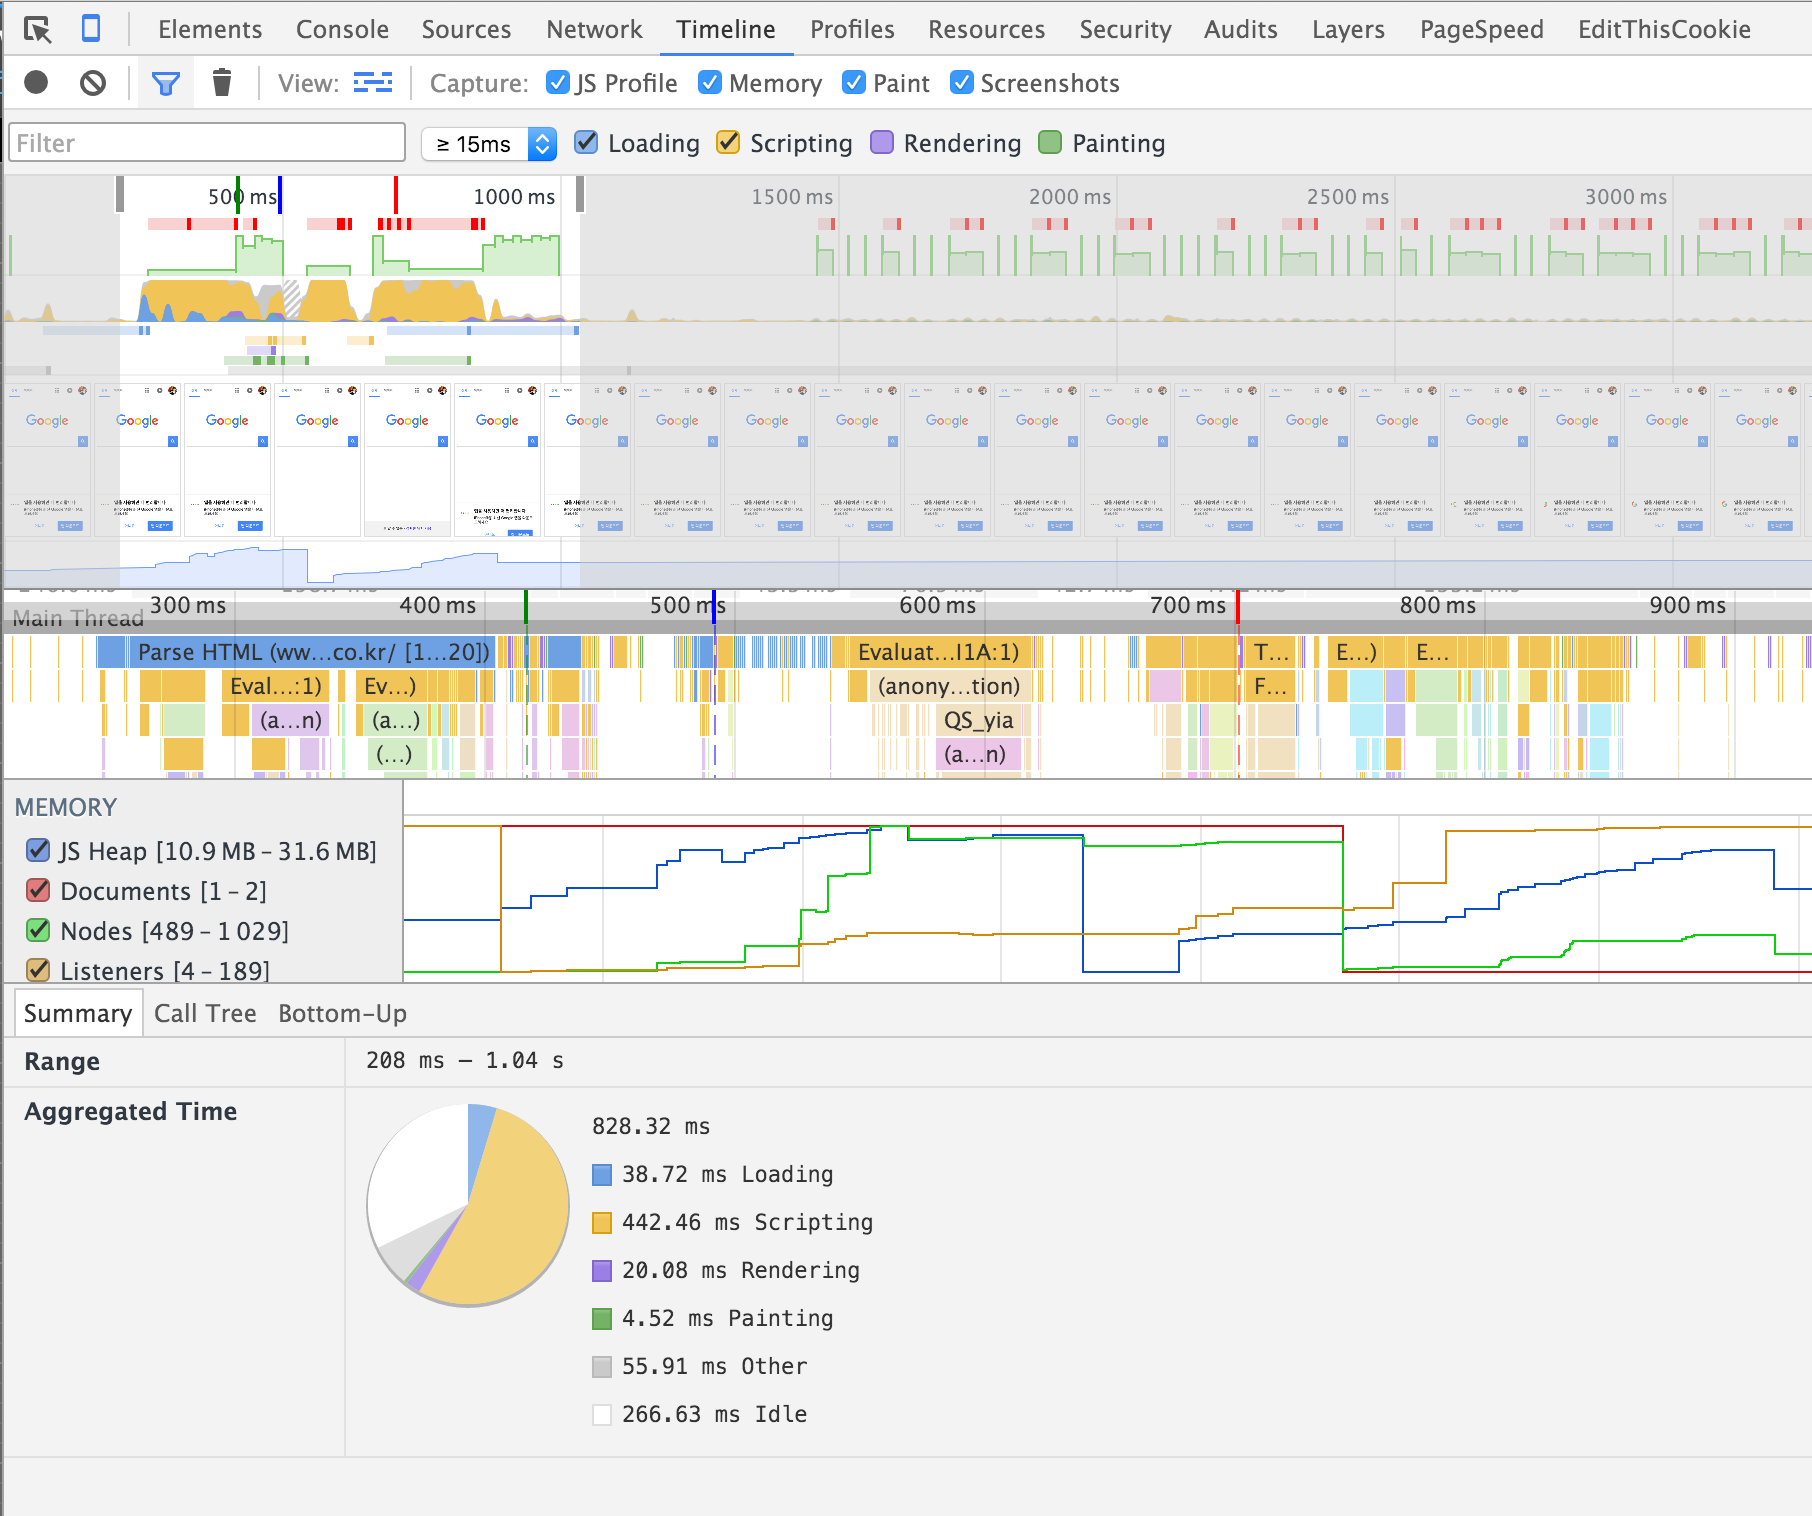 Elements Console Sources Network Timeline Profiles Resources Security Audits Layers PageSpeed EditThisCookie
View: Capture: JS Profile Memory Paint Screenshots
Filter ≥ 15ms Loading Scripting Rendering Painting
500 ms 1000 ms 1500 ms 2000 ms 2500 ms 3000 ms
Google Google Google Google Google Google Google Google Google Google Google Google Google Google Google Google Google Google Google Google
300 ms 400 ms 500 ms 600 ms 700 ms 800 ms 900 ms
Main Thread
Parse HTML (ww…co.kr/ [1…20]) Evaluat…I1A:1) T… E…) E…
Eval…:1) Ev…) (anony…tion) F…
(a…n) (a…) QS_yia
(…) (a…n)
MEMORY
JS Heap [10.9 MB – 31.6 MB]
Documents [1 – 2]
Nodes [489 – 1 029]
Listeners [4 – 189]
Summary Call Tree Bottom-Up
Range 208 ms – 1.04 s
Aggregated Time
828.32 ms
38.72 ms Loading
442.46 ms Scripting
20.08 ms Rendering
4.52 ms Painting
55.91 ms Other
266.63 ms Idle